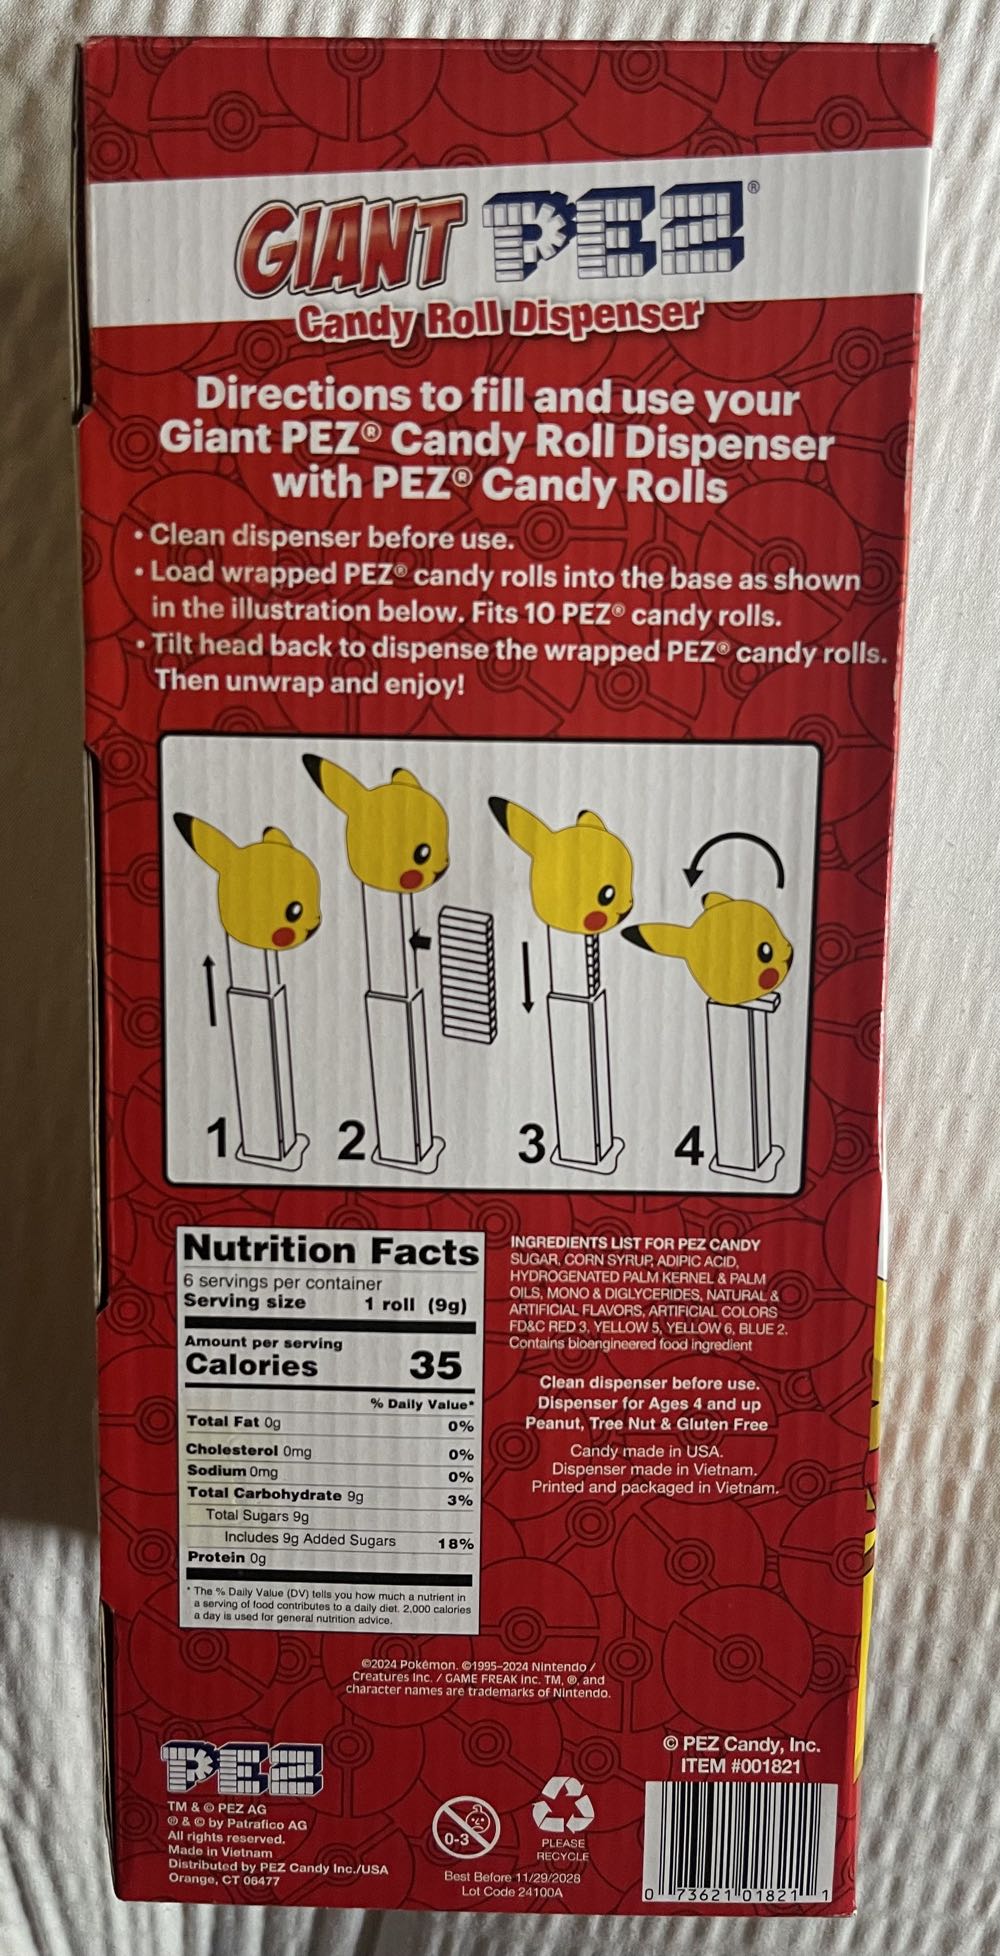 GIANT PEZ®
Candy Roll Dispenser
Directions to fill and use your
Giant PEZ® Candy Roll Dispenser
with PEZ® Candy Rolls
• Clean dispenser before use.
• Load wrapped PEZ® candy rolls into the base as shown
in the illustration below. Fits 10 PEZ® candy rolls.
• Tilt head back to dispense the wrapped PEZ® candy rolls.
Then unwrap and enjoy!
1 2 3 4
Nutrition Facts
6 servings per container
Serving size 1 roll (9g)
Amount per serving
Calories 35
% Daily Value*
Total Fat 0g 0%
Cholesterol 0mg 0%
Sodium 0mg 0%
Total Carbohydrate 9g 3%
Total Sugars 9g
Includes 9g Added Sugars 18%
Protein 0g
* The % Daily Value (DV) tells you how much a nutrient in
a serving of food contributes to a daily diet. 2,000 calories
a day is used for general nutrition advice.
INGREDIENTS LIST FOR PEZ CANDY
SUGAR, CORN SYRUP, ADIPIC ACID,
HYDROGENATED PALM KERNEL & PALM
OILS, MONO & DIGLYCERIDES, NATURAL &
ARTIFICIAL FLAVORS, ARTIFICIAL COLORS
FD&C RED 3, YELLOW 5, YELLOW 6, BLUE 2.
Contains bioengineered food ingredient
Clean dispenser before use.
Dispenser for Ages 4 and up
Peanut, Tree Nut & Gluten Free
Candy made in USA.
Dispenser made in Vietnam.
Printed and packaged in Vietnam.
©2024 Pokémon. ©1995–2024 Nintendo /
Creatures Inc. / GAME FREAK inc. TM, ®, and
character names are trademarks of Nintendo.
PEZ
TM & © PEZ AG
® & © by Patrafico AG
All rights reserved.
Made in Vietnam
Distributed by PEZ Candy Inc./USA
Orange, CT 06477
0-3
PLEASE
RECYCLE
Best Before 11/29/2028
Lot Code 24100A
© PEZ Candy, Inc.
ITEM #001821
0 73621 01821 1